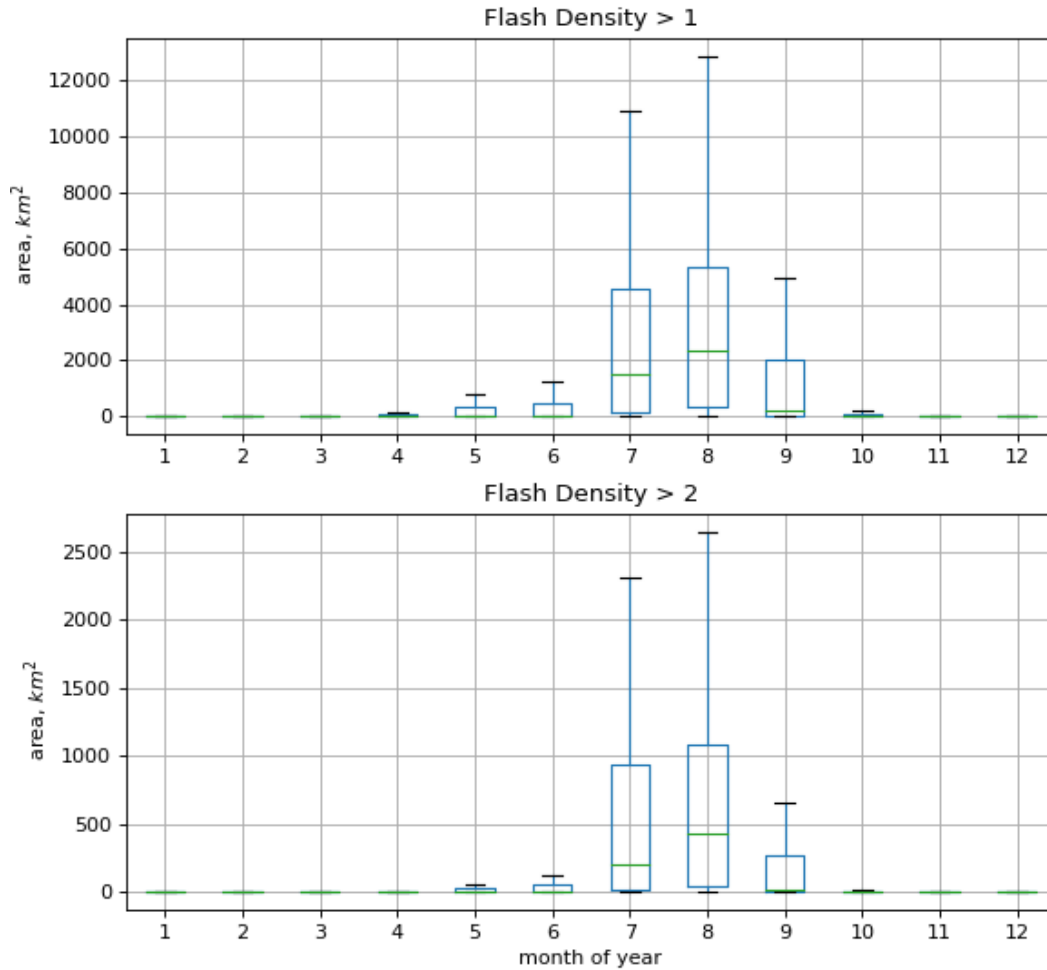 Flash Density > 1
12000
10000
8000
6000
4000
2000
0
area, km²
1 2 3 4 5 6 7 8 9 10 11 12
Flash Density > 2
2500
2000
1500
1000
500
0
area, km²
1 2 3 4 5 6 7 8 9 10 11 12
month of year